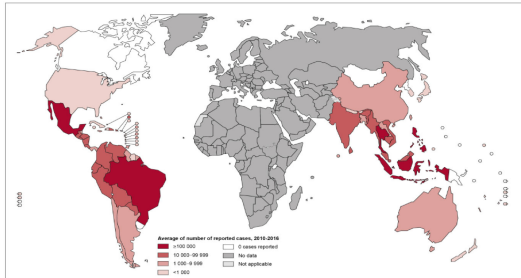 Average of number of reported cases, 2010-2016
≥100 000
10 000–99 999
1 000–9 999
<1 000
0 cases reported
No data
Not applicable